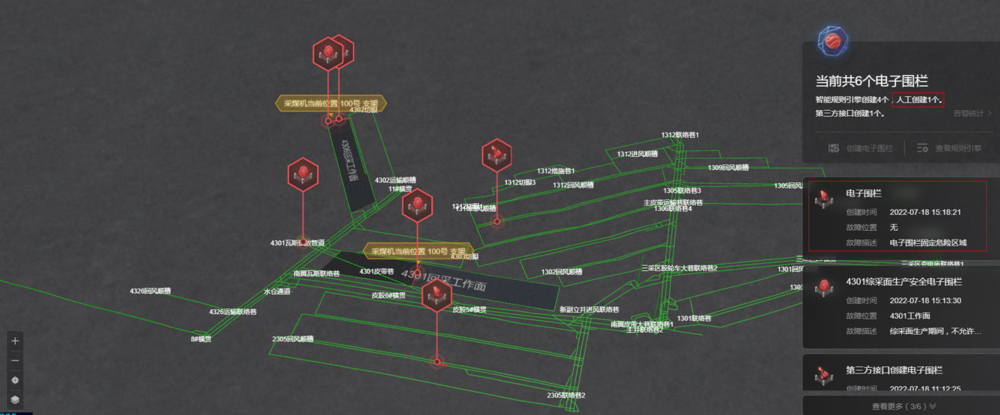 采煤机当前位置 100号 支架
4302切眼
4306回采工作面
4302运输顺槽
11#横贯
4301瓦斯抽放管道
采煤机当前位置 100号 支架
4303切眼
4301皮带巷
4301回采工作面
南翼瓦斯联络巷
水仓通道
皮胶6#横贯
皮胶5#横贯
4326回风顺槽
4326运输联络巷
8#横贯
2305回风顺槽
2305联络巷2
1312联络巷1
1312进风顺槽
1312措施巷1
1312切眼3
1312回风顺槽
1309回风顺槽
1305联络巷3
主皮带运输巷联络巷
1306联络巷4
1302回风顺槽
三采区胶轮车大巷联络巷2
新副立井进风联络巷
南翼皮带大巷联络巷1
主井联络巷2
1301联络巷
1305回风
1301回风
三采区变电所联络巷1
当前共6个电子围栏
智能规则引擎创建4个，人工创建1个。
第三方接口创建1个。
告警统计 >
创建电子围栏
查看规则引擎
电子围栏
创建时间 2022-07-18 15:18:21
故障位置 无
故障描述 电子围栏固定危险区域
4301综采面生产安全电子围栏
创建时间 2022-07-18 15:13:30
故障位置 4301工作面
故障描述 综采面生产期间，不允许...
第三方接口创建电子围栏
创建时间 2022-07-18 11:12:25
查看更多（3/6）